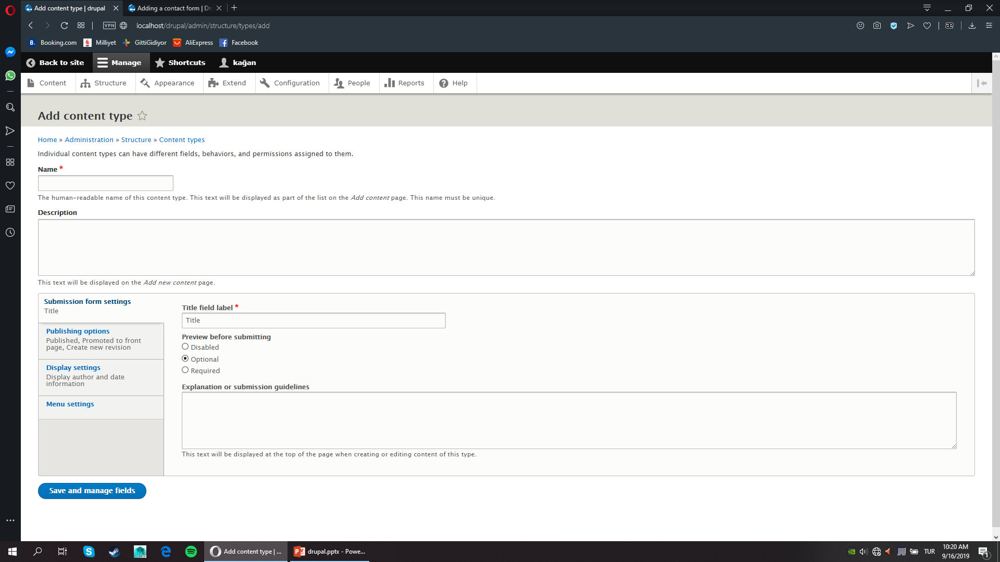 Add content type | drupal
Adding a contact form | Dr
VPN
localhost/drupal/admin/structure/types/add
Booking.com
Milliyet
GittiGidiyor
AliExpress
Facebook
Back to site
Manage
Shortcuts
kağan
Content
Structure
Appearance
Extend
Configuration
People
Reports
Help
Add content type
Home » Administration » Structure » Content types
Individual content types can have different fields, behaviors, and permissions assigned to them.
Name *
The human-readable name of this content type. This text will be displayed as part of the list on the Add content page. This name must be unique.
Description
This text will be displayed on the Add new content page.
Submission form settings
Title
Publishing options
Published, Promoted to front
page, Create new revision
Display settings
Display author and date
information
Menu settings
Title field label *
Title
Preview before submitting
Disabled
Optional
Required
Explanation or submission guidelines
This text will be displayed at the top of the page when creating or editing content of this type.
Save and manage fields
Add content type | ...
drupal.pptx - Powe...
TUR
10:20 AM
9/16/2019
1